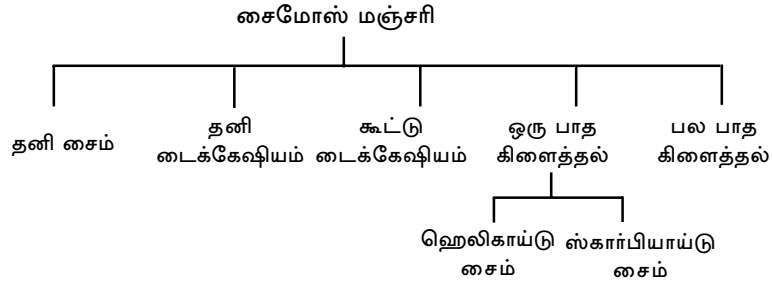 சைமோஸ் மஞ்சரி
தனி சைம்
தனி
டைக்கேஷியம்
கூட்டு
டைக்கேஷியம்
ஒரு பாத
கிளைத்தல்
பல பாத
கிளைத்தல்
ஹெலிகாய்டு
சைம்
ஸ்கார்பியாய்டு
சைம்